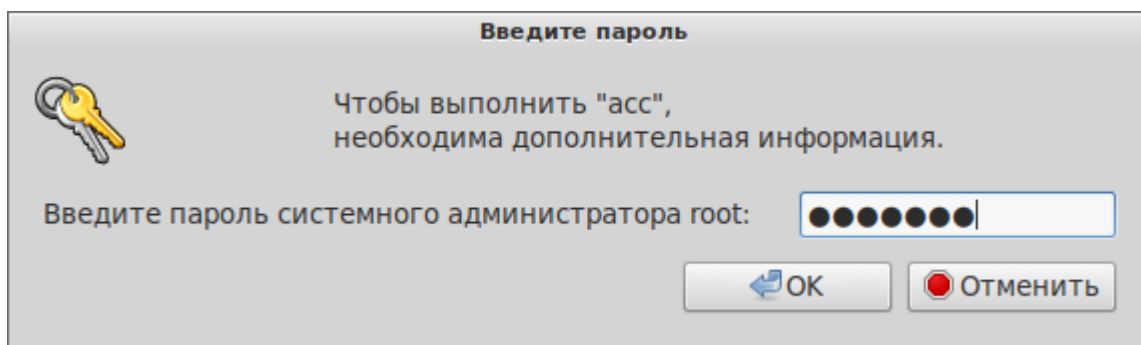 Введите пароль
Чтобы выполнить "acc",
необходима дополнительная информация.
Введите пароль системного администратора root: ●●●●●●●
OK Отменить